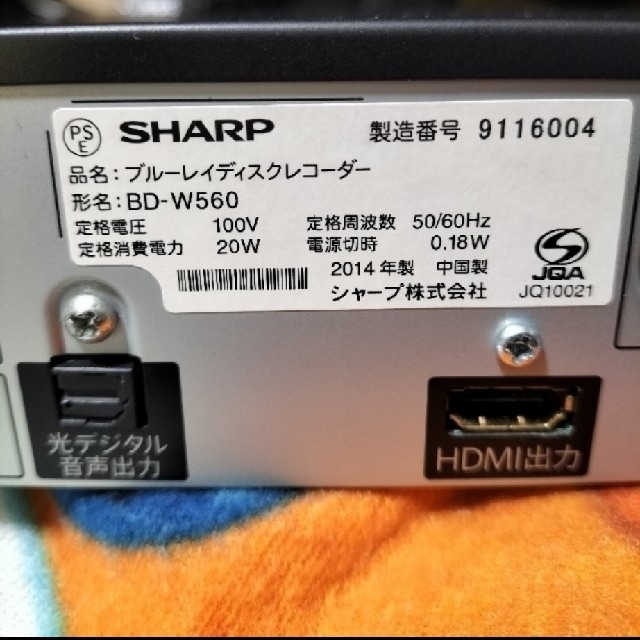 PS
E
SHARP 製造番号 9116004
品名：ブルーレイディスクレコーダー
形名：BD-W560
定格電圧 100V 定格周波数 50/60Hz
定格消費電力 20W 電源切時 0.18W
2014年製 中国製
シャープ株式会社
JQA
JQ10021
光デジタル
音声出力
HDMI出力